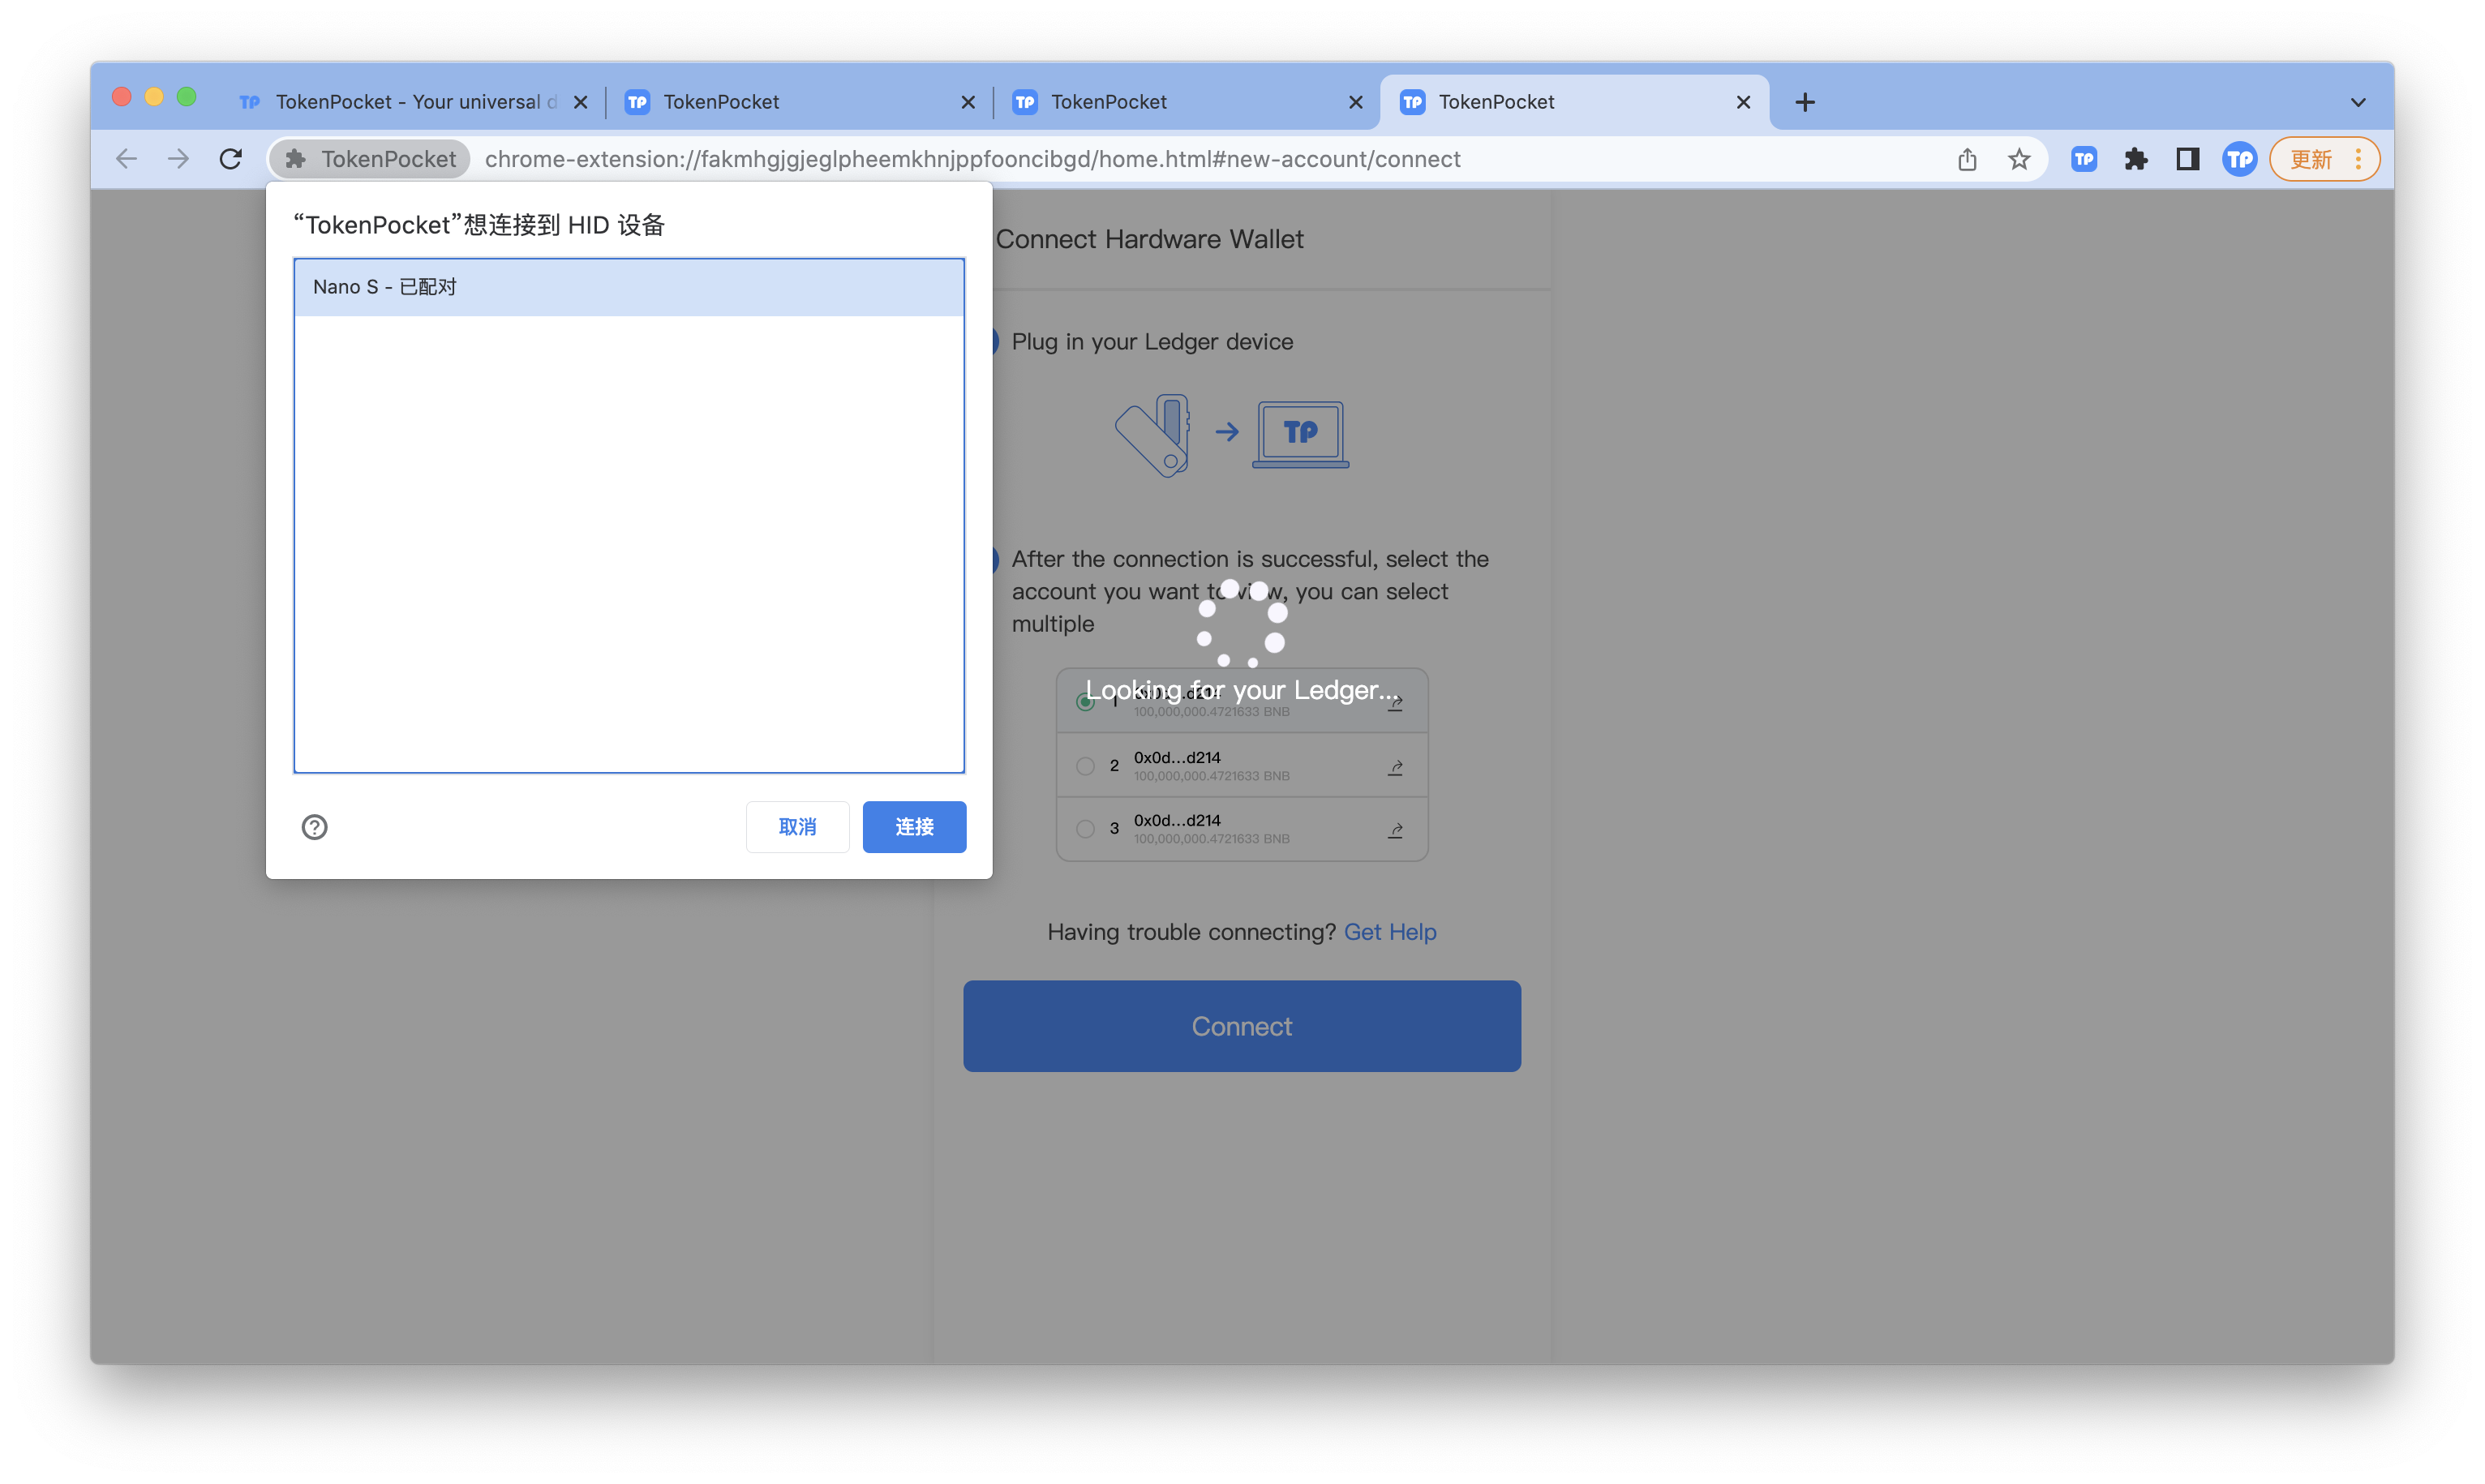 TokenPocket - Your universal d
TokenPocket
TokenPocket
TokenPocket
TokenPocket
chrome-extension://fakmhgjgjeglpheemkhnjppfooncibgd/home.html#new-account/connect
TP
TP
更新
“TokenPocket”想连接到 HID 设备
Nano S - 已配对
取消
连接
Connect Hardware Wallet
Plug in your Ledger device
TP
After the connection is successful, select the
account you want to view, you can select
multiple
Looking for your Ledger...
1 0x0d...d214
100,000,000.4721633 BNB
2 0x0d...d214
100,000,000.4721633 BNB
3 0x0d...d214
100,000,000.4721633 BNB
Having trouble connecting? Get Help
Connect